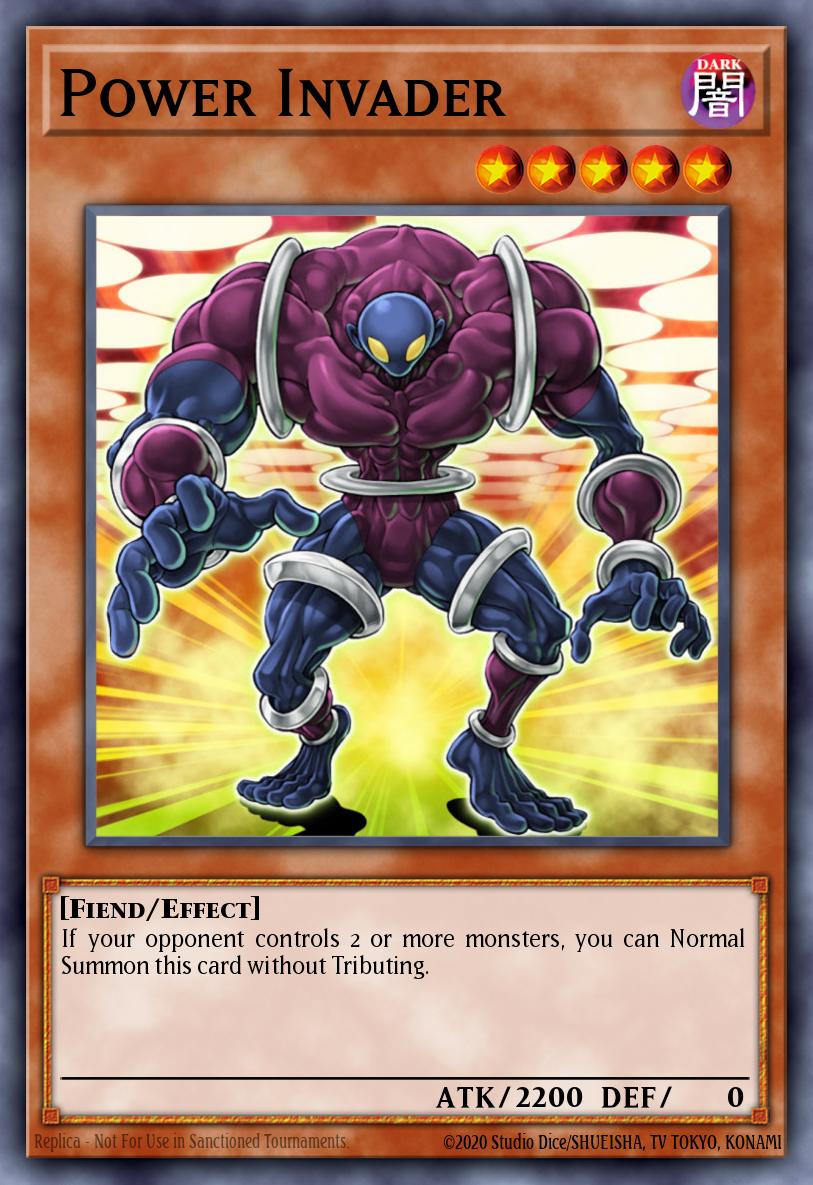 Power Invader
DARK
闇
[Fiend/Effect]
If your opponent controls 2 or more monsters, you can Normal
Summon this card without Tributing.
ATK/2200 DEF/ 0
Replica - Not For Use in Sanctioned Tournaments.
©2020 Studio Dice/SHUEISHA, TV TOKYO, KONAMI